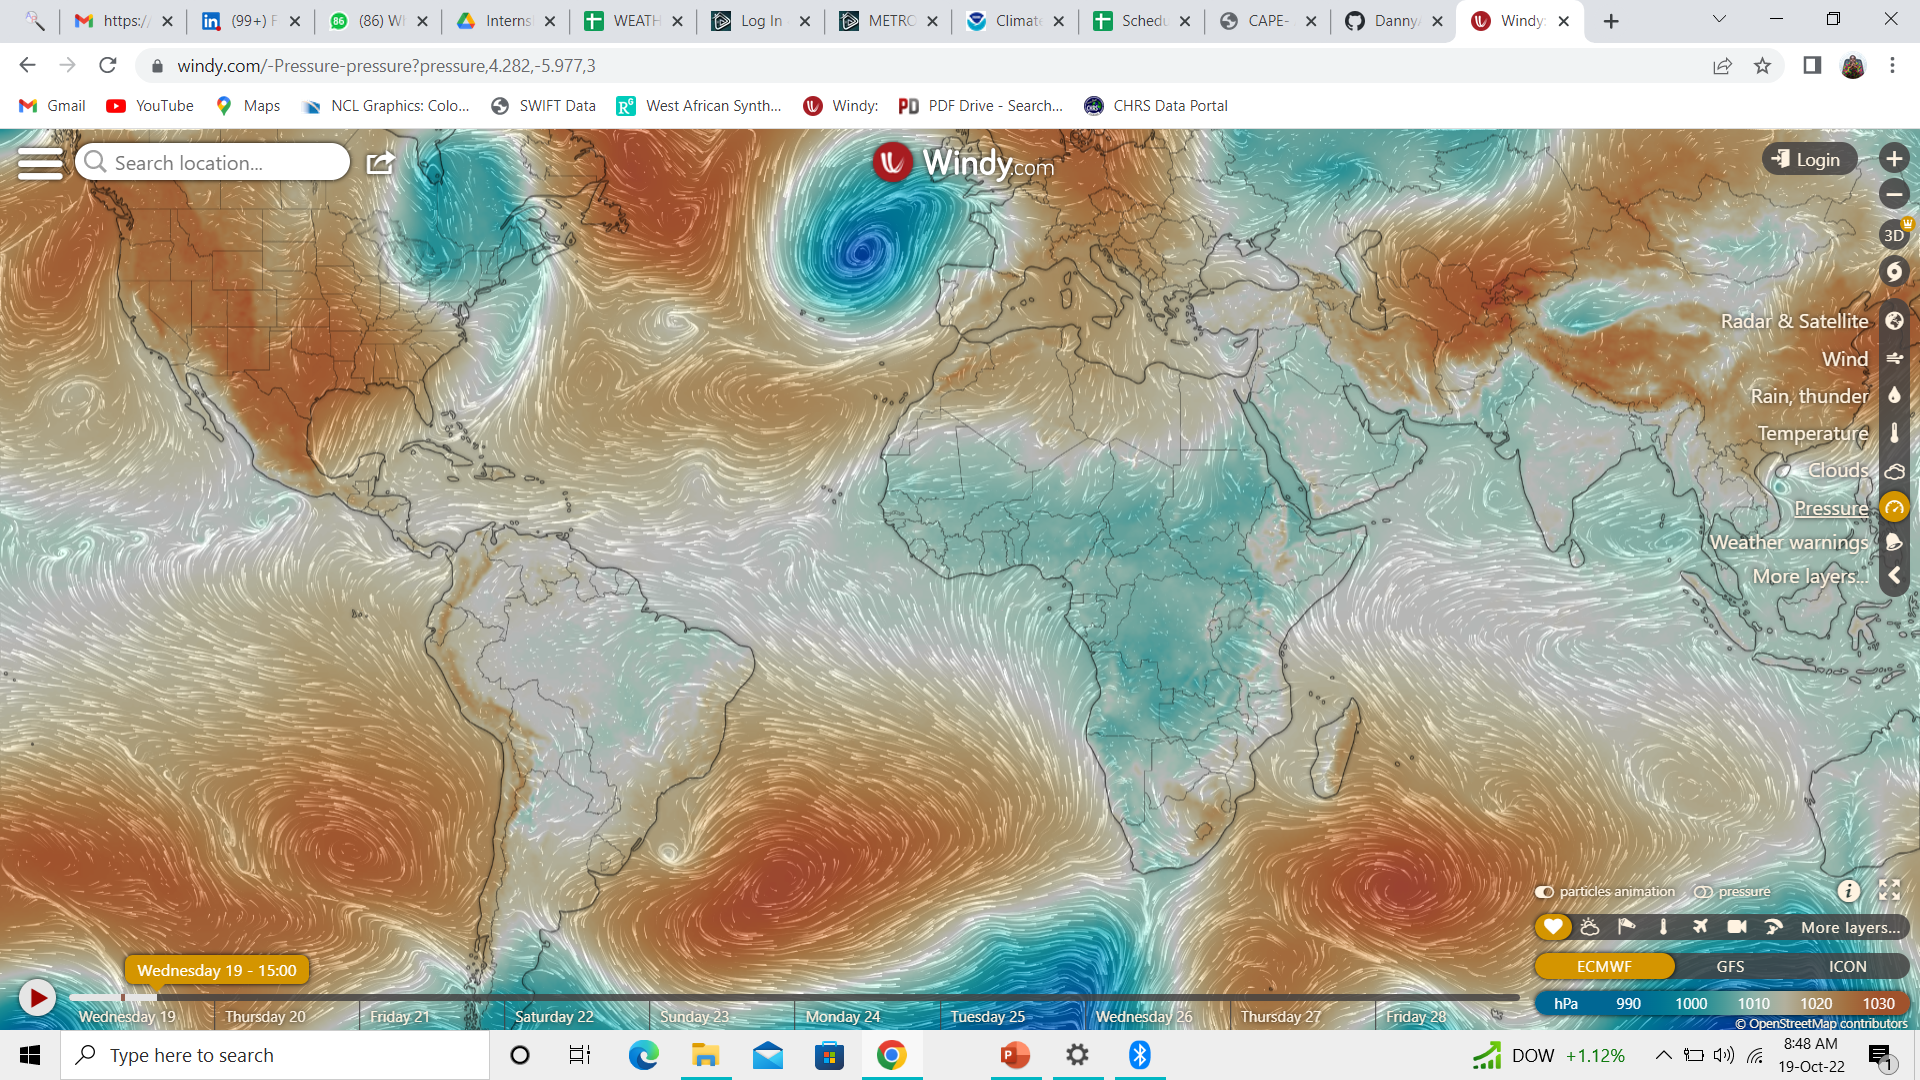 https:/
(99+) F
(86) W
Interns
WEATH
Log In
METRO
Climate
Schedu
CAPE-
Danny
Windy:
windy.com/-Pressure-pressure?pressure,4.282,-5.977,3
Gmail
YouTube
Maps
NCL Graphics: Colo...
SWIFT Data
West African Synth...
Windy:
PDF Drive - Search...
CHRS Data Portal
Search location...
Windy.com
Login
3D
Radar & Satellite
Wind
Rain, thunder
Temperature
Clouds
Pressure
Weather warnings
More layers...
particles animation
pressure
More layers...
ECMWF GFS ICON
hPa 990 1000 1010 1020 1030
© OpenStreetMap contributors
Wednesday 19 - 15:00
Wednesday 19 Thursday 20 Friday 21 Saturday 22 Sunday 23 Monday 24 Tuesday 25 Wednesday 26 Thursday 27 Friday 28
Type here to search
DOW +1.12%
8:48 AM
19-Oct-22
1